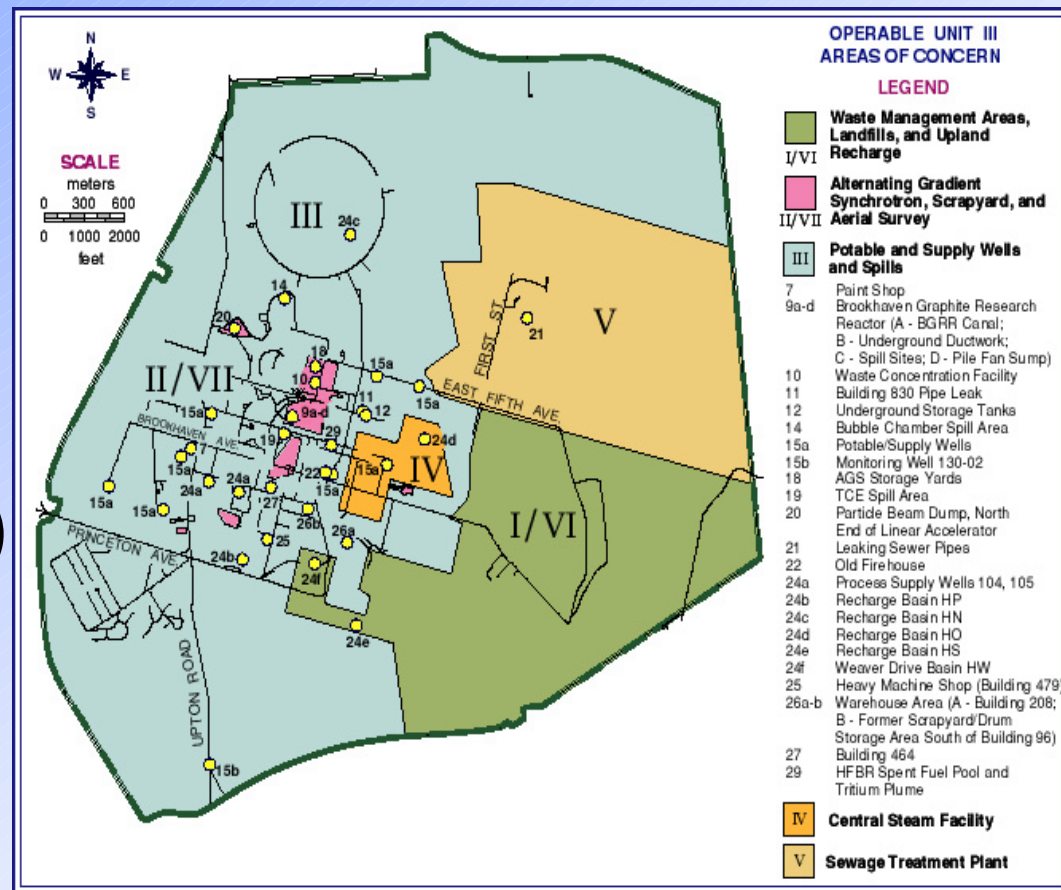 OPERABLE UNIT III
AREAS OF CONCERN
LEGEND
Waste Management Areas,
Landfills, and Upland
I/VI Recharge
Alternating Gradient
Synchrotron, Scrapyard, and
II/VII Aerial Survey
III Potable and Supply Wells
and Spills
7 Paint Shop
9a-d Brookhaven Graphite Research
Reactor (A - BGRR Canal;
B - Underground Ductwork;
C - Spill Sites; D - Pile Fan Sump)
10 Waste Concentration Facility
11 Building 830 Pipe Leak
12 Underground Storage Tanks
14 Bubble Chamber Spill Area
15a Potable/Supply Wells
15b Monitoring Well 130-02
18 AGS Storage Yards
19 TCE Spill Area
20 Particle Beam Dump, North
End of Linear Accelerator
21 Leaking Sewer Pipes
22 Old Firehouse
24a Process Supply Wells 104, 105
24b Recharge Basin HP
24c Recharge Basin HN
24d Recharge Basin HO
24e Recharge Basin HS
24f Weaver Drive Basin HW
25 Heavy Machine Shop (Building 479)
26a-b Warehouse Area (A - Building 208;
B - Former Scrapyard/Drum
Storage Area South of Building 96)
27 Building 464
29 HFBR Spent Fuel Pool and
Tritium Plume
IV Central Steam Facility
V Sewage Treatment Plant
N
W E
S
SCALE
meters
0 300 600
0 1000 2000
feet
III
24c
14
20
FIRST ST.
21
V
18
15a
10
II/VII
15a
EAST FIFTH AVE
11
15a
9a-d
12
BROOKHAVEN AVE
19
29
24d
7
15a
IV
15a
22
15a
24a
24a
15a
27
15a
26b
I/VI
26a
25
PRINCETON AVE.
24b
24f
24e
UPTON ROAD
15b